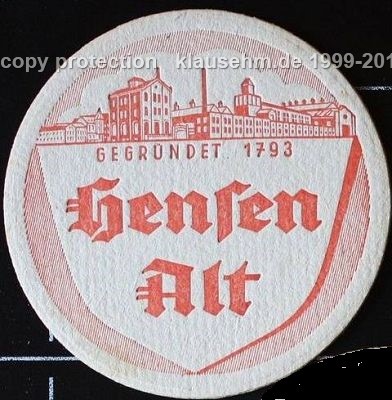 copy protection klausehm.de 1999-201
GEGRÜNDET 1793
Hensen
Alt